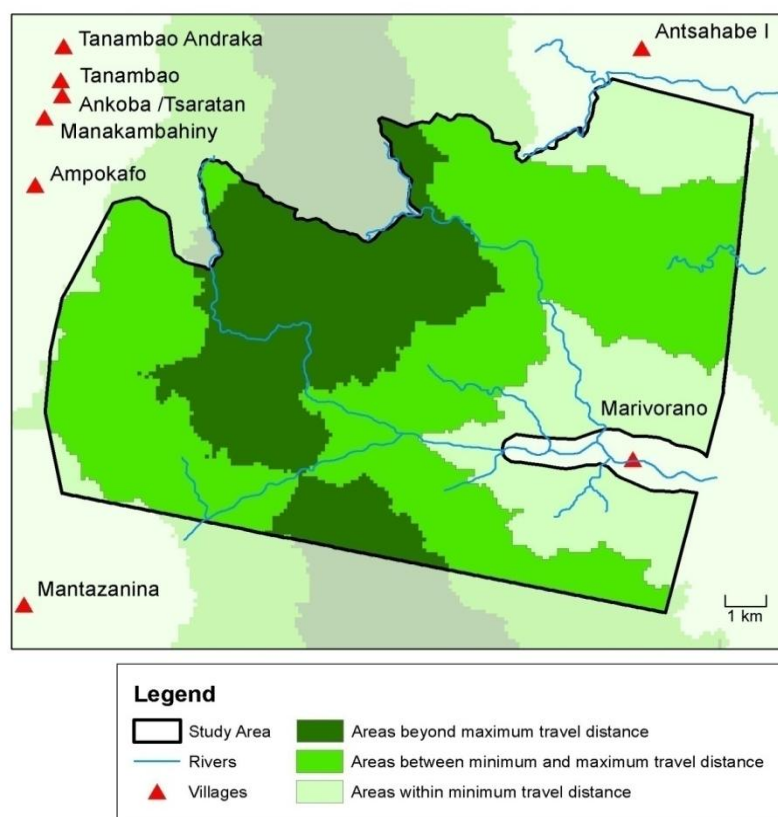 Tanambao Andraka
Antsahabe I
Tanambao
Ankoba /Tsaratan
Manakambahiny
Ampokafo
Marivorano
Mantazanina
1 km
Legend
Study Area
Rivers
Villages
Areas beyond maximum travel distance
Areas between minimum and maximum travel distance
Areas within minimum travel distance